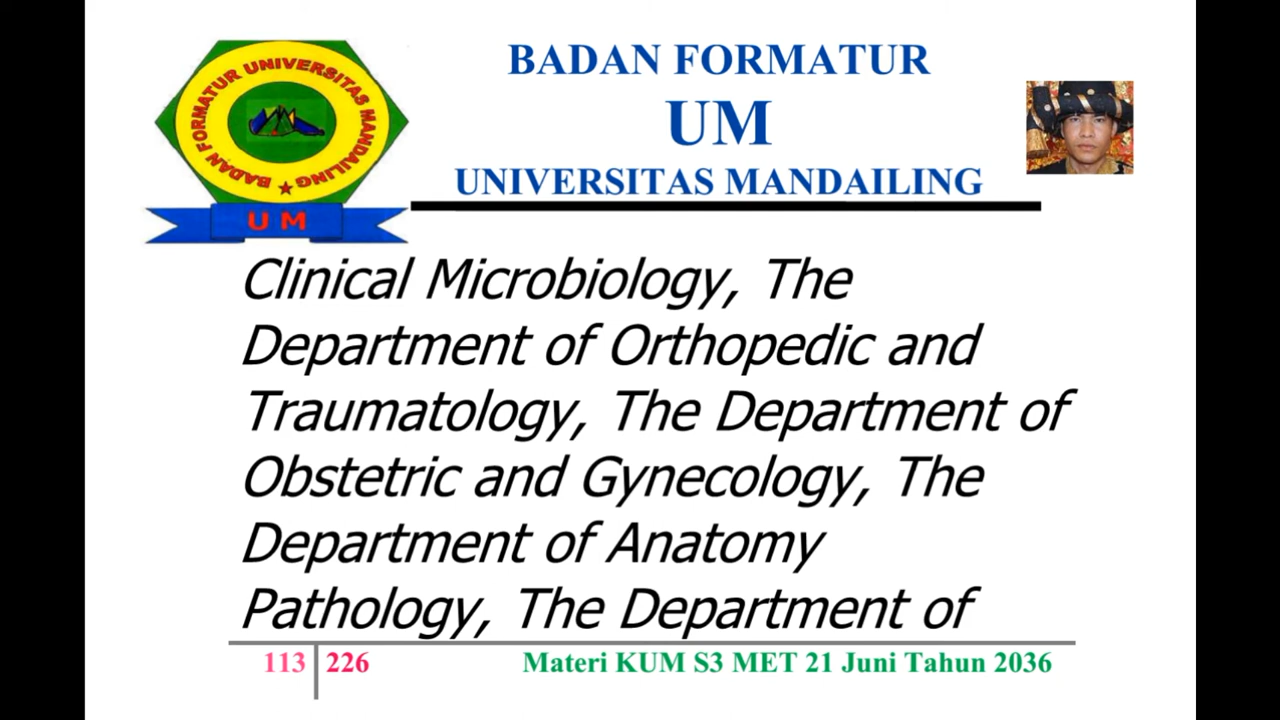 BADAN FORMATUR UNIVERSITAS MANDAILING
UM
BADAN FORMATUR
UM
UNIVERSITAS MANDAILING
Clinical Microbiology, The
Department of Orthopedic and
Traumatology, The Department of
Obstetric and Gynecology, The
Department of Anatomy
Pathology, The Department of
113 226
Materi KUM S3 MET 21 Juni Tahun 2036